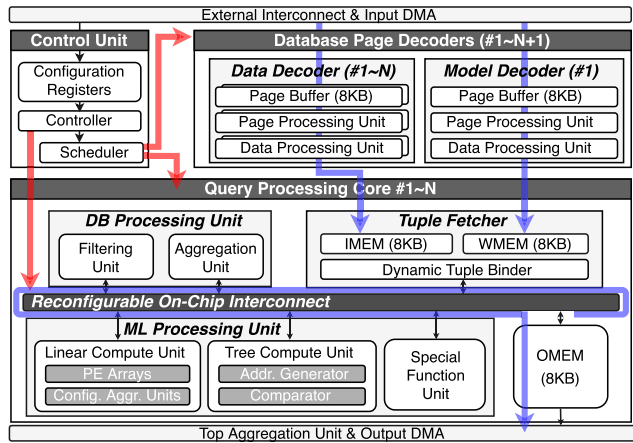 External Interconnect & Input DMA
Control Unit
Configuration
Registers
Controller
Scheduler
Database Page Decoders (#1~N+1)
Data Decoder (#1~N)
Page Buffer (8KB)
Page Processing Unit
Data Processing Unit
Model Decoder (#1)
Page Buffer (8KB)
Page Processing Unit
Data Processing Unit
Query Processing Core #1~N
DB Processing Unit
Filtering
Unit
Aggregation
Unit
Tuple Fetcher
IMEM (8KB)
WMEM (8KB)
Dynamic Tuple Binder
Reconfigurable On-Chip Interconnect
ML Processing Unit
Linear Compute Unit
PE Arrays
Config. Aggr. Units
Tree Compute Unit
Addr. Generator
Comparator
Special
Function
Unit
OMEM
(8KB)
Top Aggregation Unit & Output DMA